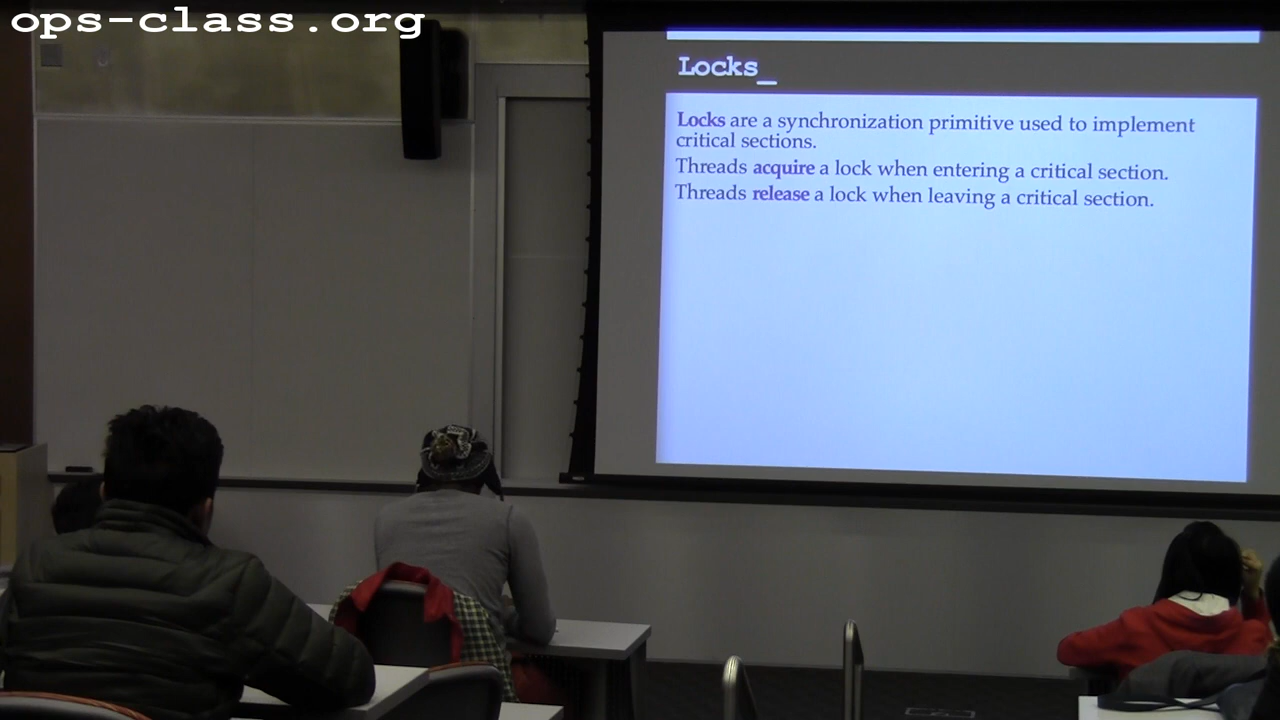 ops-class.org
Locks_
Locks are a synchronization primitive used to implement
critical sections.
Threads acquire a lock when entering a critical section.
Threads release a lock when leaving a critical section.